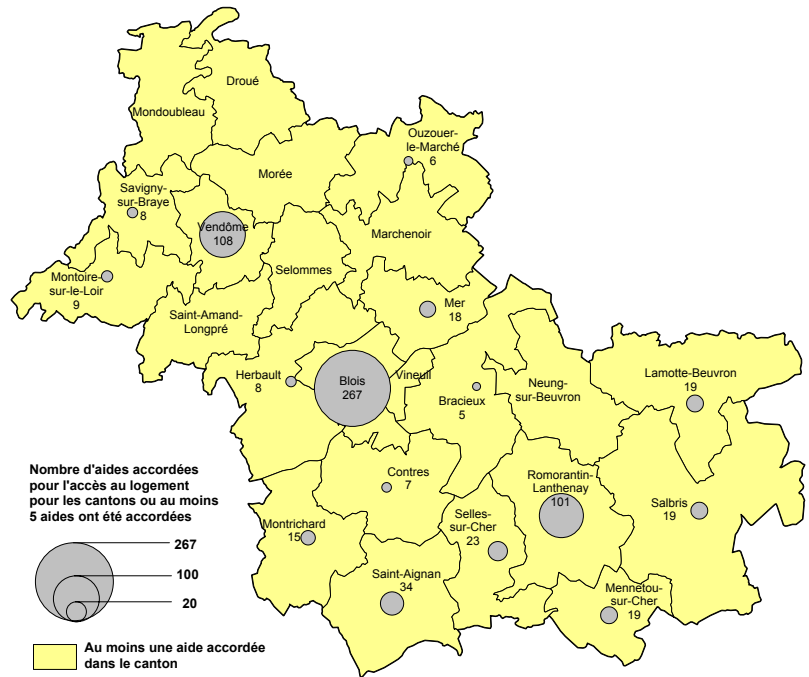 Droué
Mondoubleau
Ouzouer-
le-Marché
6
Morée
Savigny-
sur-Braye
8
Vendôme
108
Marchenoir
Selommes
Montoire-
sur-le-Loir
9
Mer
18
Saint-Amand-
Longpré
Herbault
8
Blois
267
Vineuil
Bracieux
5
Neung-
sur-Beuvron
Lamotte-Beuvron
19
Contres
7
Romorantin-
Lanthenay
101
Salbris
19
Selles-
sur-Cher
23
Montrichard
15
Saint-Aignan
34
Mennetou-
sur-Cher
19
Nombre d'aides accordées
pour l'accès au logement
pour les cantons ou au moins
5 aides ont été accordées
267
100
20
Au moins une aide accordée
dans le canton